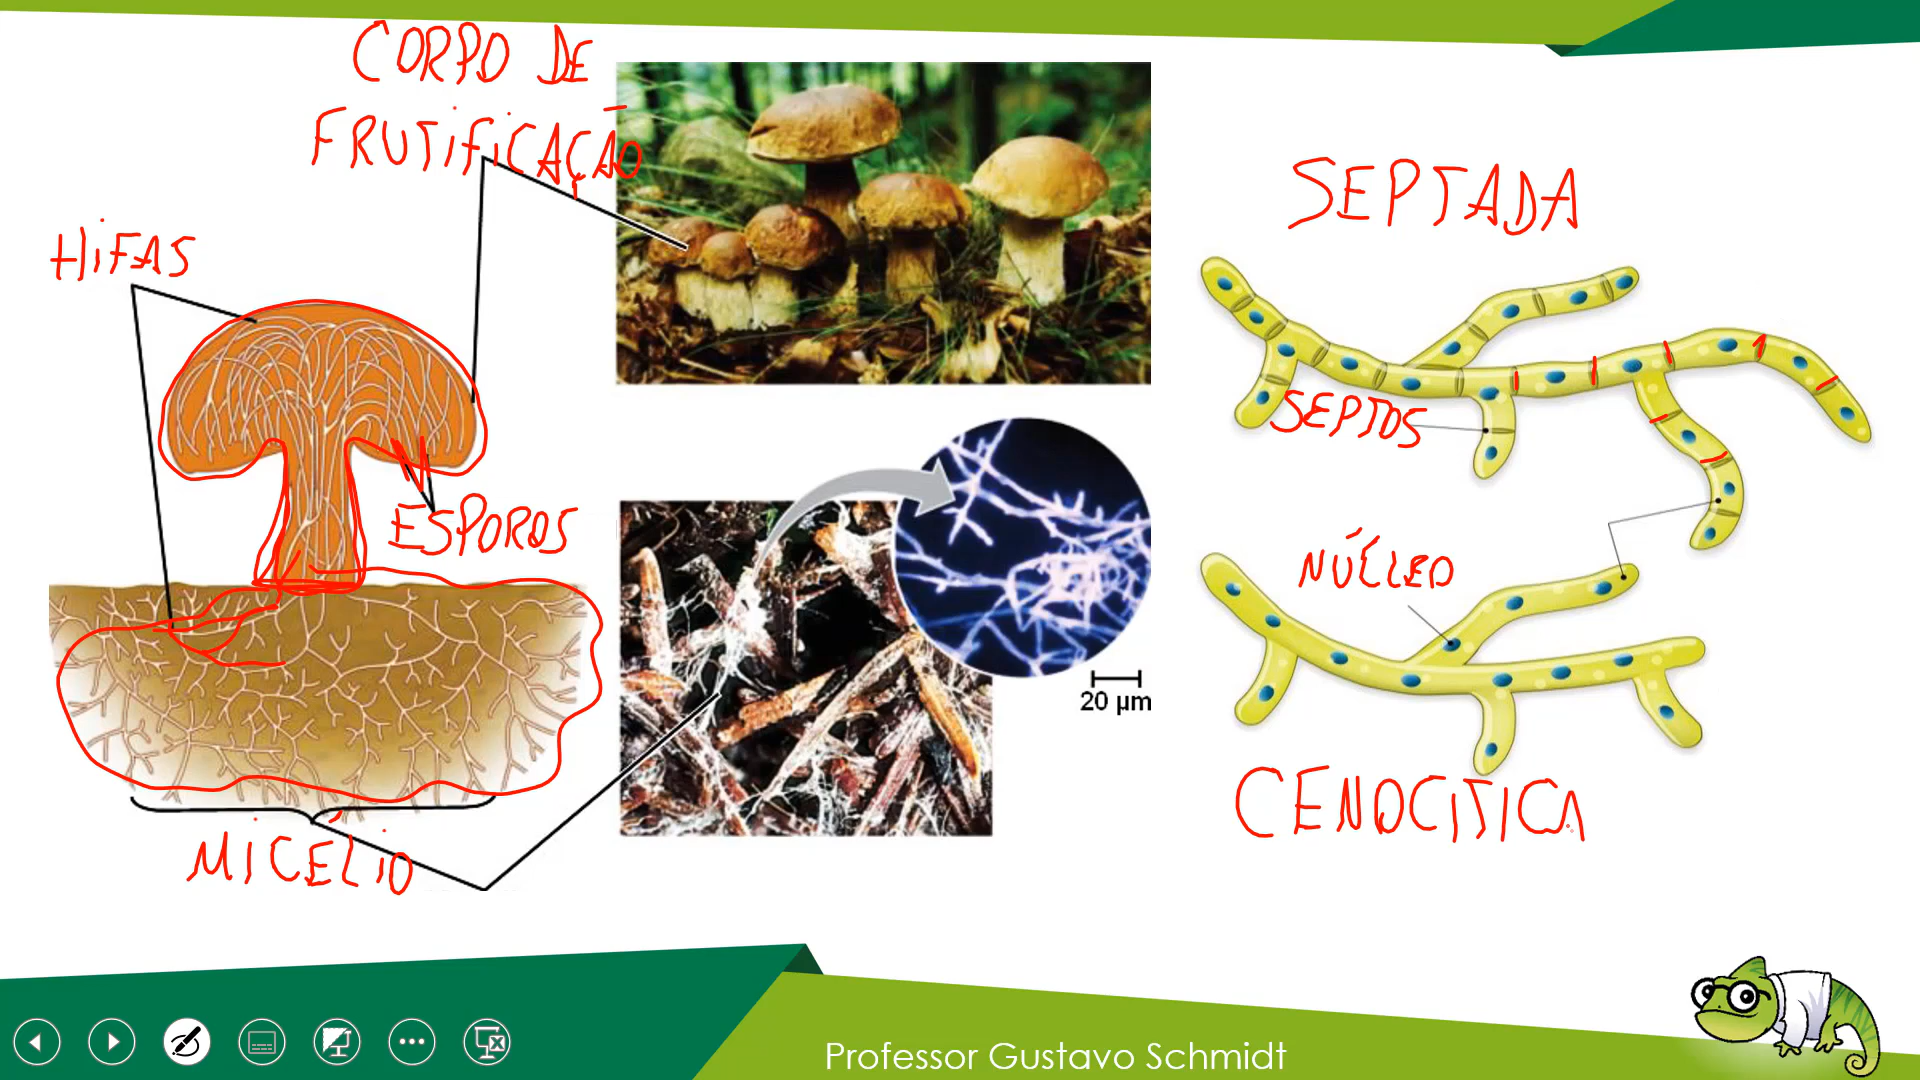 CORPO DE
FRUTIFICAÇÃO
HIFAS
ESPOROS
MICÉLIO
20 µm
SEPTADA
SEPTOS
NÚCLEO
CENOCÍTICA
Professor Gustavo Schmidt